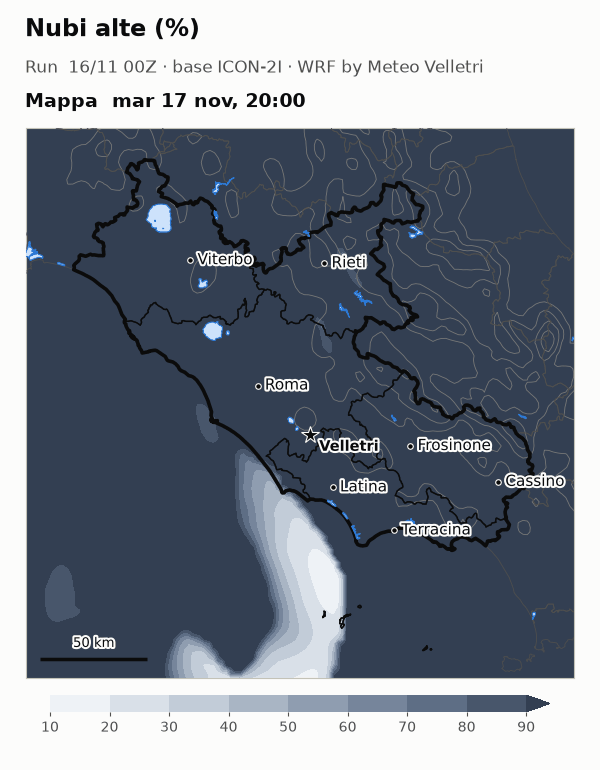 Nubi alte (%)
Run 16/11 00Z · base ICON-2I · WRF by Meteo Velletri
Mappa mar 17 nov, 20:00
Viterbo
Rieti
Roma
Velletri
Frosinone
Cassino
Latina
Terracina
50 km
10 20 30 40 50 60 70 80 90